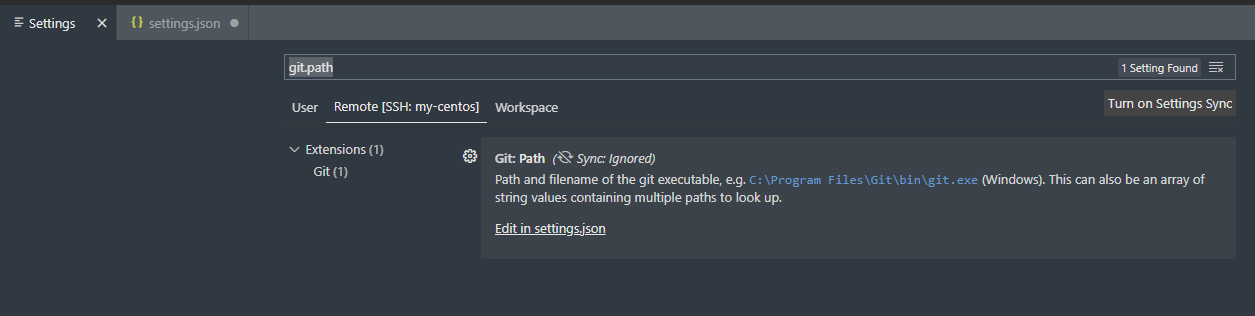 Settings
{} settings.json
git.path
1 Setting Found
User
Remote [SSH: my-centos]
Workspace
Turn on Settings Sync
Extensions (1)
Git (1)
Git: Path (Sync: Ignored)
Path and filename of the git executable, e.g. C:\Program Files\Git\bin\git.exe (Windows). This can also be an array of
string values containing multiple paths to look up.
Edit in settings.json